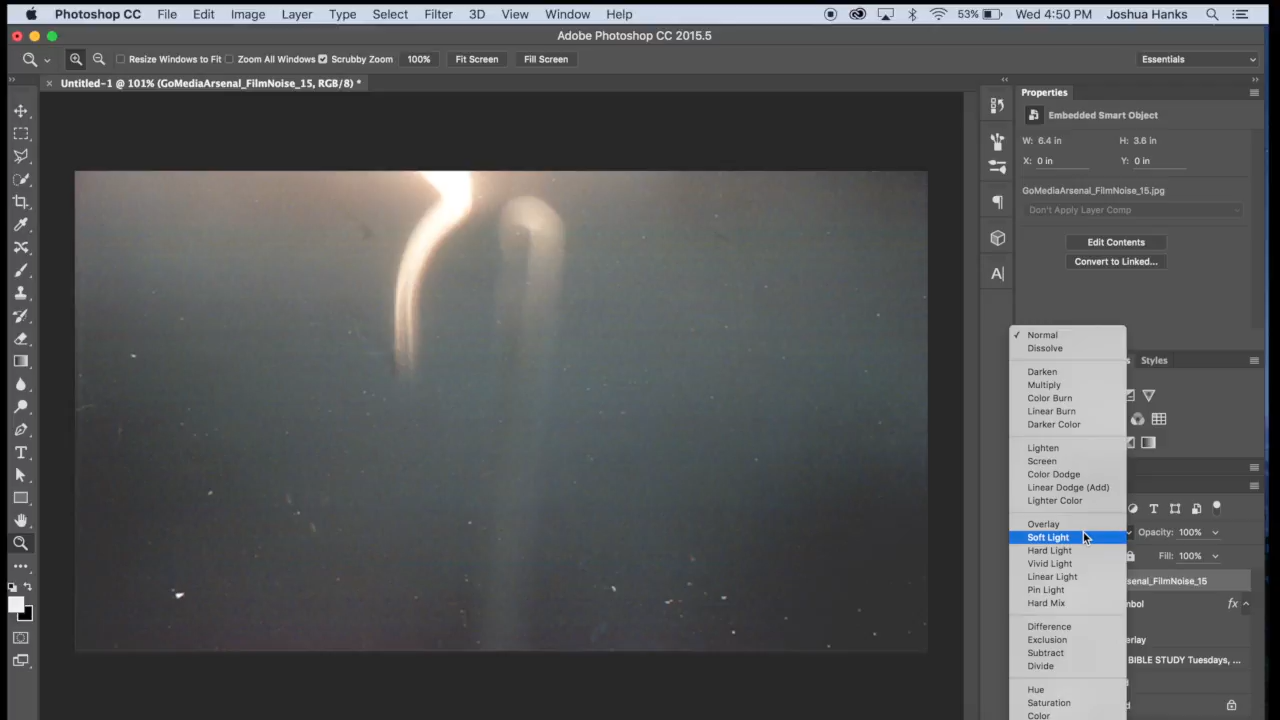 Photoshop CC File Edit Image Layer Type Select Filter 3D View Window Help 53% Wed 4:50 PM Joshua Hanks
Adobe Photoshop CC 2015.5
Resize Windows to Fit Zoom All Windows Scrubby Zoom 100% Fit Screen Fill Screen Essentials
Untitled-1 @ 101% (GoMediaArsenal_FilmNoise_15, RGB/8) *
Properties
Embedded Smart Object
W: 6.4 in H: 3.6 in
X: 0 in Y: 0 in
GoMediaArsenal_FilmNoise_15.jpg
Don't Apply Layer Comp
Edit Contents
Convert to Linked...
Normal
Dissolve
Styles
Darken
Multiply
Color Burn
Linear Burn
Darker Color
Lighten
Screen
Color Dodge
Linear Dodge (Add)
Lighter Color
Overlay
Soft Light
Opacity: 100%
Hard Light
Fill: 100%
Vivid Light
Linear Light
arsenal_FilmNoise_15
Pin Light
Hard Mix
mbol fx
Difference
Exclusion
erlay
Subtract
BIBLE STUDY Tuesdays, ...
Divide
Hue
Saturation
Color